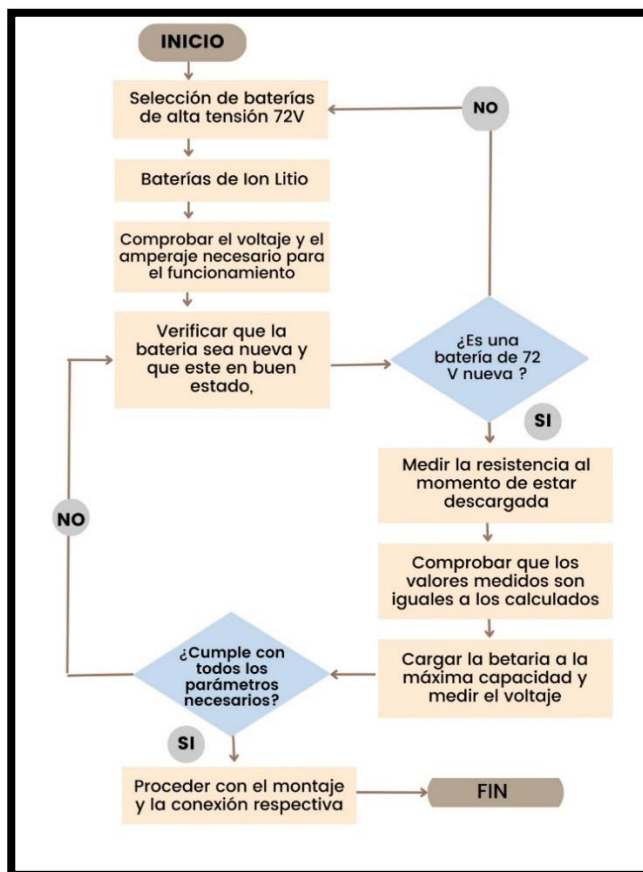 INICIO
Selección de baterías
de alta tensión 72V
NO
Baterías de Ion Litio
Comprobar el voltaje y el
amperaje necesario para
el funcionamiento
Verificar que la
bateria sea nueva y
que este en buen
estado,
¿Es una
batería de 72
V nueva ?
SI
Medir la resistencia al
momento de estar
descargada
NO
Comprobar que los
valores medidos son
iguales a los calculados
Cargar la betaria a la
máxima capacidad y
medir el voltaje
¿Cumple con
todos los
parámetros
necesarios?
SI
Proceder con el montaje
y la conexión respectiva
FIN